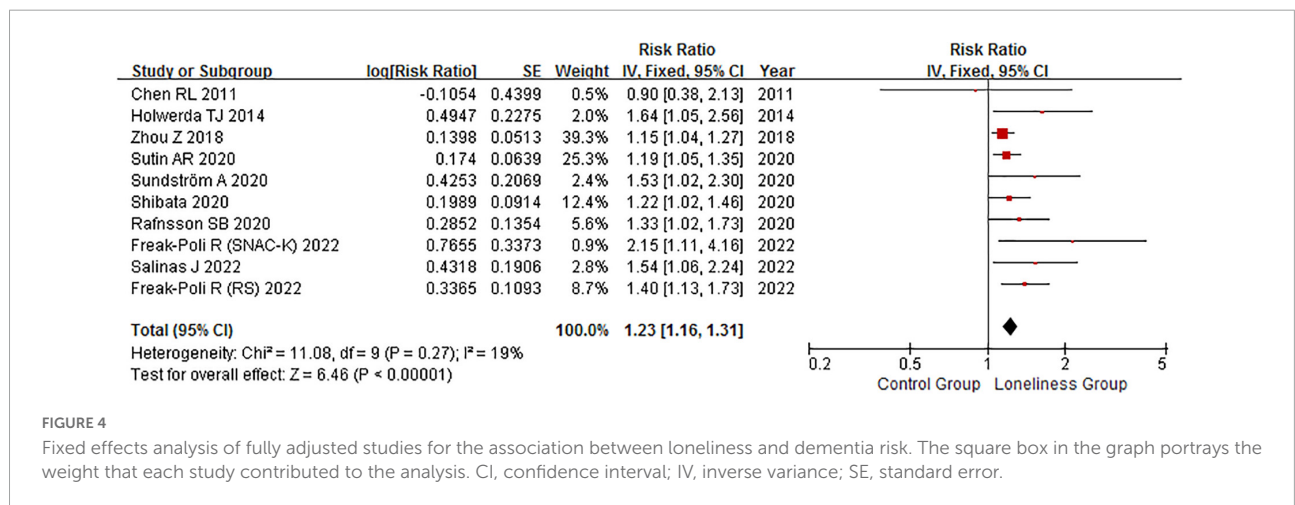 Risk Ratio Risk Ratio
Study or Subgroup log[Risk Ratio] SE Weight IV, Fixed, 95% CI Year IV, Fixed, 95% CI
Chen RL 2011 -0.1054 0.4399 0.5% 0.90 [0.38, 2.13] 2011
Holwerda TJ 2014 0.4947 0.2275 2.0% 1.64 [1.05, 2.56] 2014
Zhou Z 2018 0.1398 0.0513 39.3% 1.15 [1.04, 1.27] 2018
Sutin AR 2020 0.174 0.0639 25.3% 1.19 [1.05, 1.35] 2020
Sundström A 2020 0.4253 0.2069 2.4% 1.53 [1.02, 2.30] 2020
Shibata 2020 0.1989 0.0914 12.4% 1.22 [1.02, 1.46] 2020
Rafnsson SB 2020 0.2852 0.1354 5.6% 1.33 [1.02, 1.73] 2020
Freak-Poli R (SNAC-K) 2022 0.7655 0.3373 0.9% 2.15 [1.11, 4.16] 2022
Salinas J 2022 0.4318 0.1906 2.8% 1.54 [1.06, 2.24] 2022
Freak-Poli R (RS) 2022 0.3365 0.1093 8.7% 1.40 [1.13, 1.73] 2022
Total (95% CI) 100.0% 1.23 [1.16, 1.31]
Heterogeneity: Chi² = 11.08, df = 9 (P = 0.27); I² = 19%
Test for overall effect: Z = 6.46 (P < 0.00001)
0.2 0.5 1 2 5
Control Group Loneliness Group
FIGURE 4
Fixed effects analysis of fully adjusted studies for the association between loneliness and dementia risk. The square box in the graph portrays the
weight that each study contributed to the analysis. CI, confidence interval; IV, inverse variance; SE, standard error.